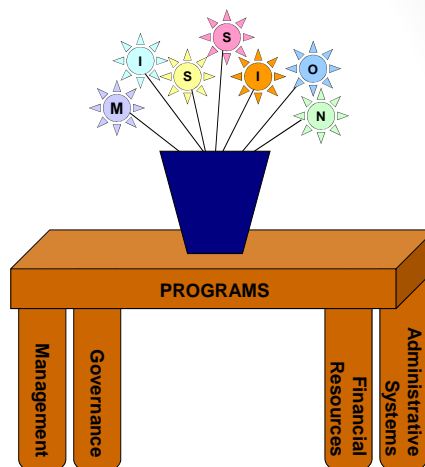 M I S S I O N
PROGRAMS
Management
Governance
Financial
Resources
Administrative
Systems